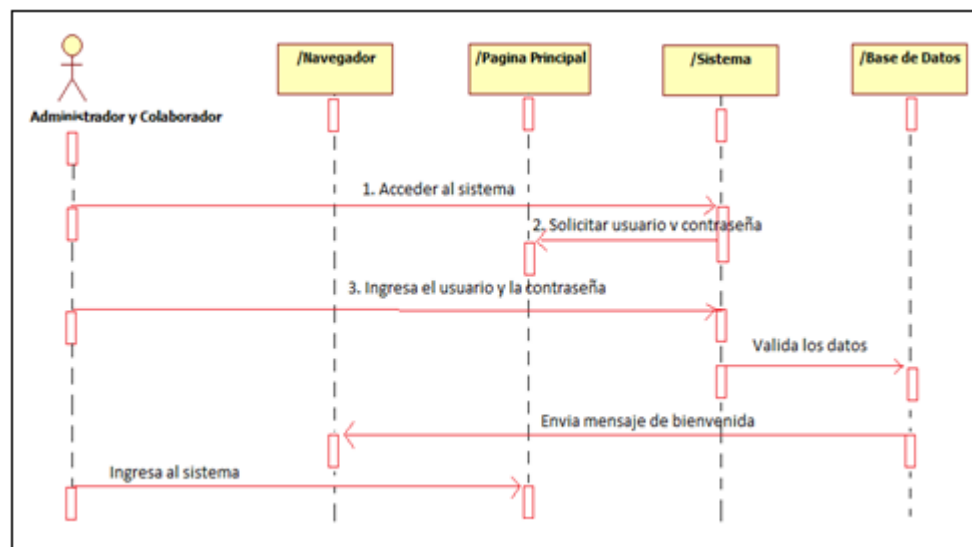 /Navegador
/Pagina Principal
/Sistema
/Base de Datos
Administrador y Colaborador
1. Acceder al sistema
2. Solicitar usuario y contraseña
3. Ingresa el usuario y la contraseña
Valida los datos
Envia mensaje de bienvenida
Ingresa al sistema